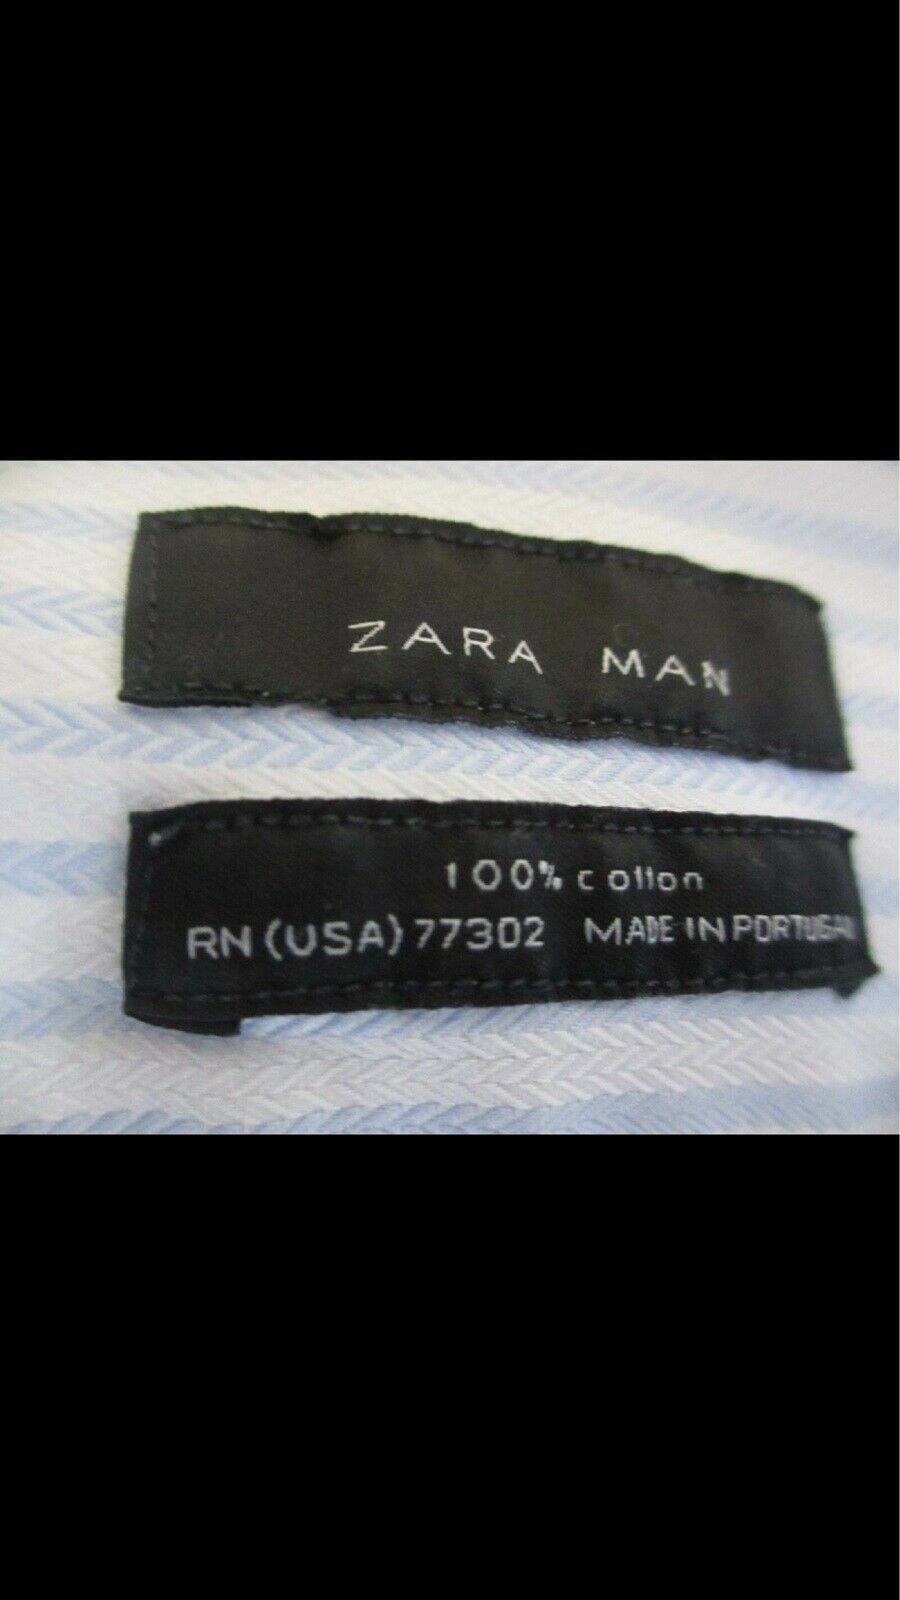 ZARA MAN
100% cotton
RN (USA) 77302 MADE IN PORTUGAL